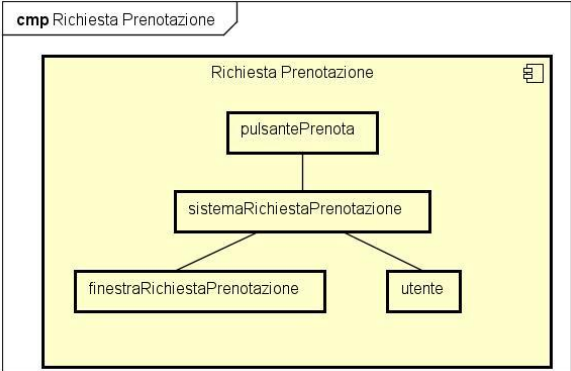 cmp Richiesta Prenotazione
Richiesta Prenotazione
pulsantePrenota
sistemaRichiestaPrenotazione
finestraRichiestaPrenotazione
utente